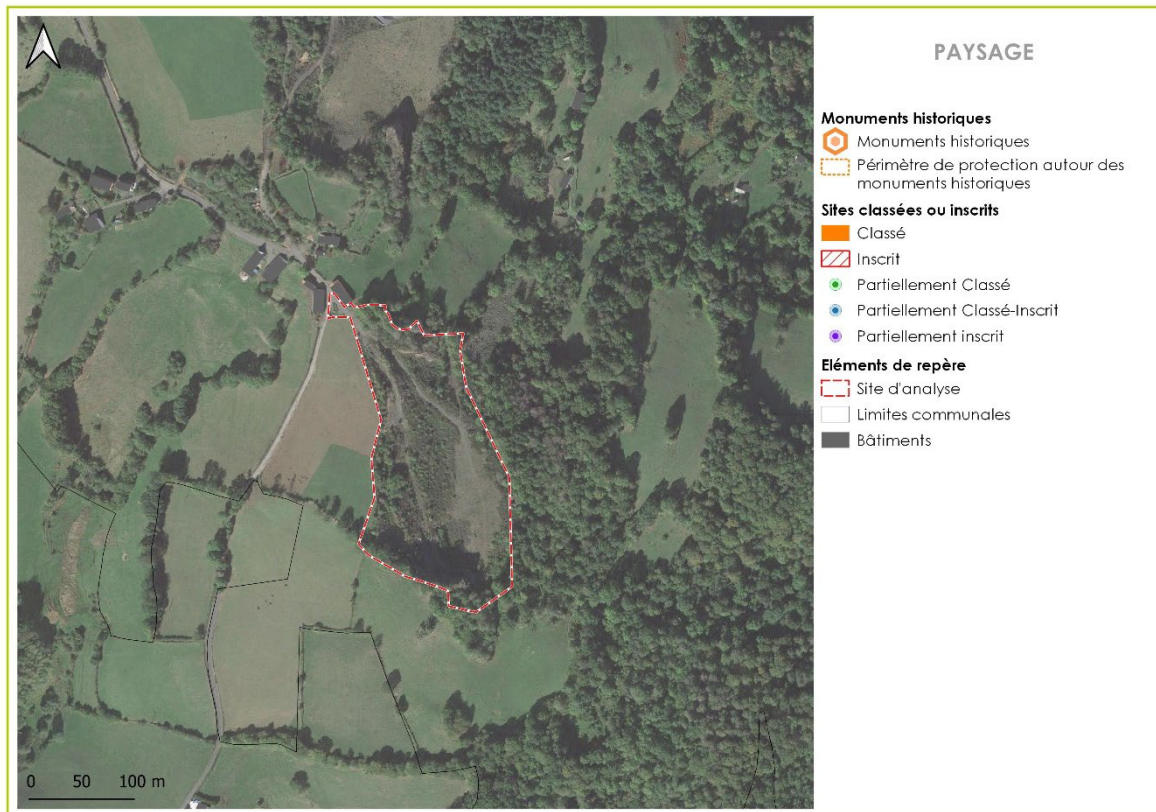 PAYSAGE
Monuments historiques
Monuments historiques
Périmètre de protection autour des
monuments historiques
Sites classées ou inscrits
Classé
Inscrit
Partiellement Classé
Partiellement Classé-Inscrit
Partiellement inscrit
Eléments de repère
Site d'analyse
Limites communales
Bâtiments
0 50 100 m